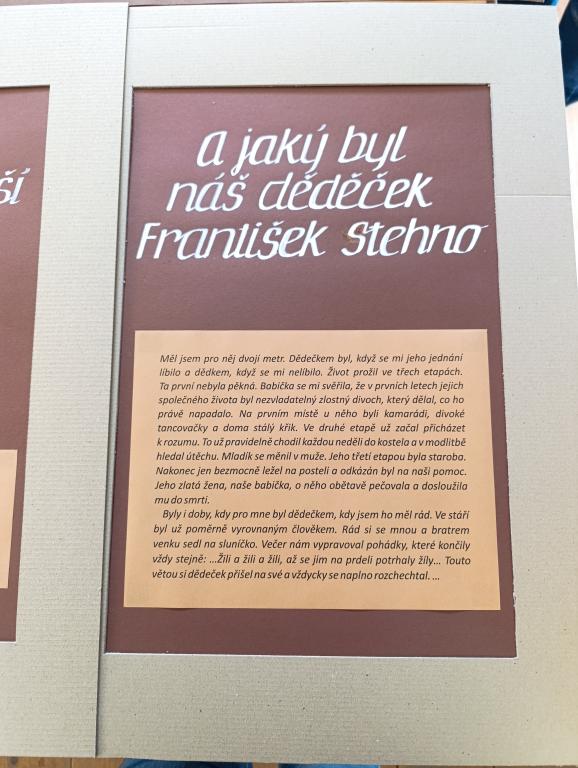 ší
a jaký byl
náš děděček
František Stehno
Měl jsem pro něj dvojí metr. Dědečkem byl, když se mi jeho jednání
líbilo a dědkem, když se mi nelíbilo. Život prožil ve třech etapách.
Ta první nebyla pěkná. Babička se mi svěřila, že v prvních letech jejich
společného života byl nezvladatelný zlostný divoch, který dělal, co ho
právě napadalo. Na prvním místě u něho byli kamarádi, divoké
tancovačky a doma stálý křik. Ve druhé etapě už začal přicházet
k rozumu. To už pravidelně chodil každou neděli do kostela a v modlitbě
hledal útěchu. Mladík se měnil v muže. Jeho třetí etapou byla staroba.
Nakonec jen bezmocně ležel na posteli a odkázán byl na naši pomoc.
Jeho zlatá žena, naše babička, o něho obětavě pečovala a dosloužila
mu do smrti.
Byly i doby, kdy pro mne byl dědečkem, kdy jsem ho měl rád. Ve stáří
byl už poměrně vyrovnaným člověkem. Rád si se mnou a bratrem
venku sedl na sluníčko. Večer nám vypravoval pohádky, které končily
vždy stejně: ...Žili a žili a žili, až se jim na prdeli potrhaly žíly... Touto
větou si dědeček přišel na své a vždycky se naplno rozchechtal. ...